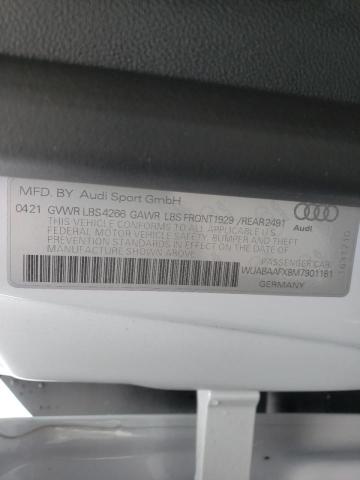 MFD. BY Audi Sport GmbH
0421 GVWR LBS4266 GAWR LBS FRONT1929 /REAR2491
THIS VEHICLE CONFORMS TO ALL APPLICABLE U.S.
FEDERAL MOTOR VEHICLE SAFETY, BUMPER AND THEFT
PREVENTION STANDARDS IN EFFECT ON THE DATE OF
MANUFACTURE SHOWN ABOVE.
Audi
PASSENGER CAR
WUABAAFX8M7901181
GERMANY